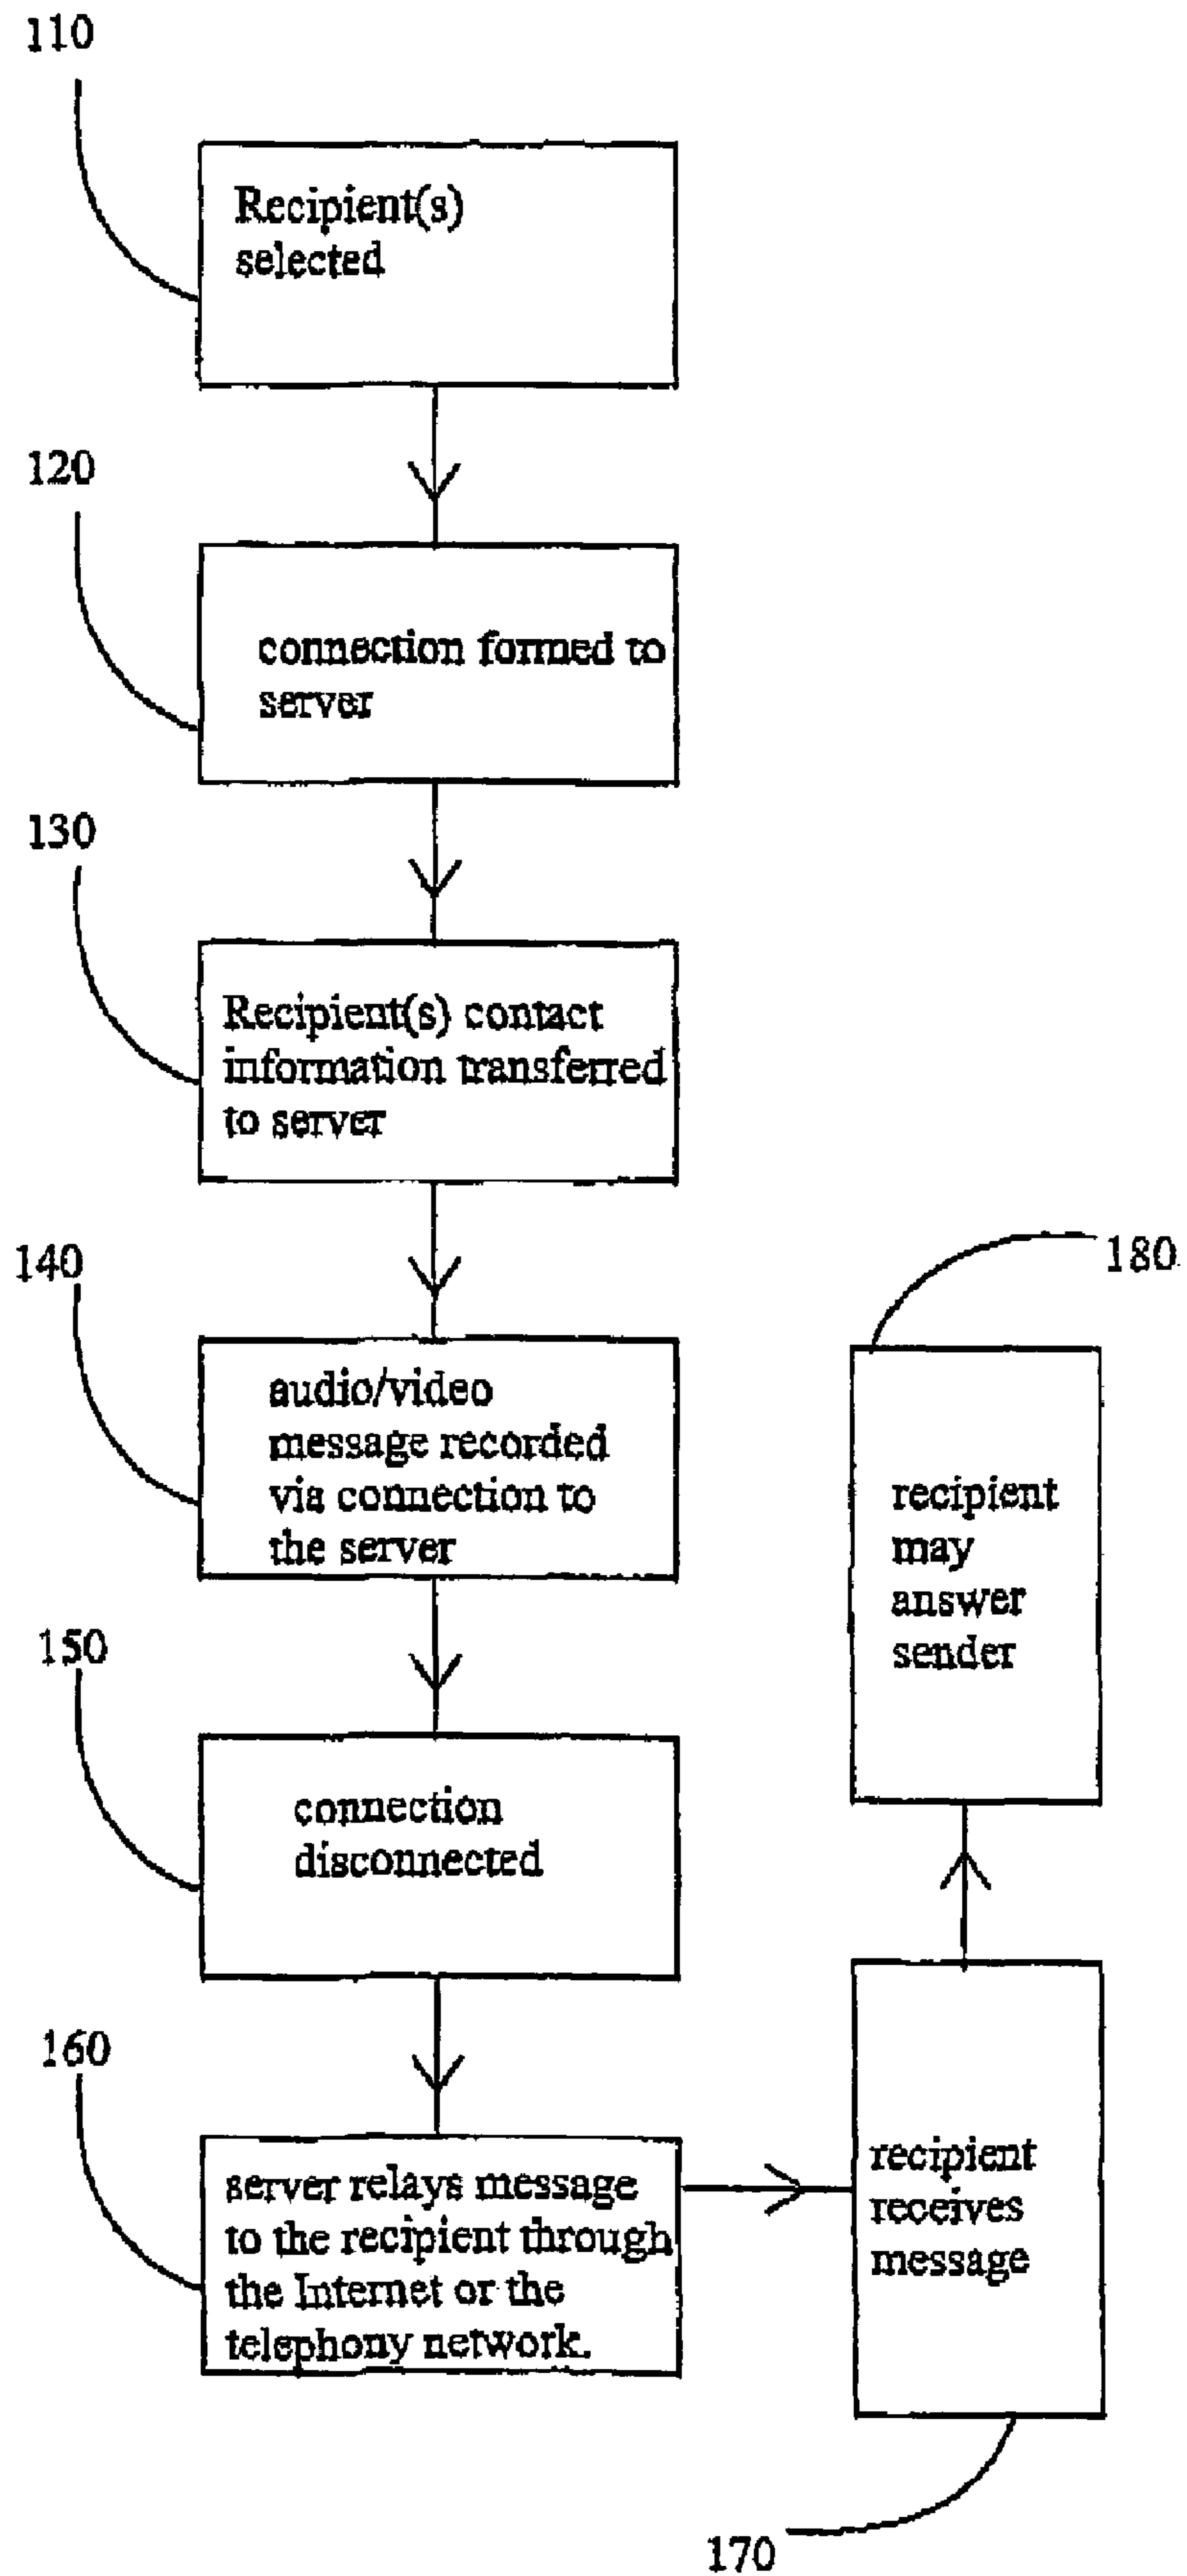 110
Recipient(s)
selected
120
connection formed to
server
130
Recipient(s) contact
information transferred
to server
140
audio/video
message recorded
via connection to
the server
150
connection
disconnected
160
server relays message
to the recipient through
the Internet or the
telephony network.
170
recipient
receives
message
180
recipient
may
answer
sender